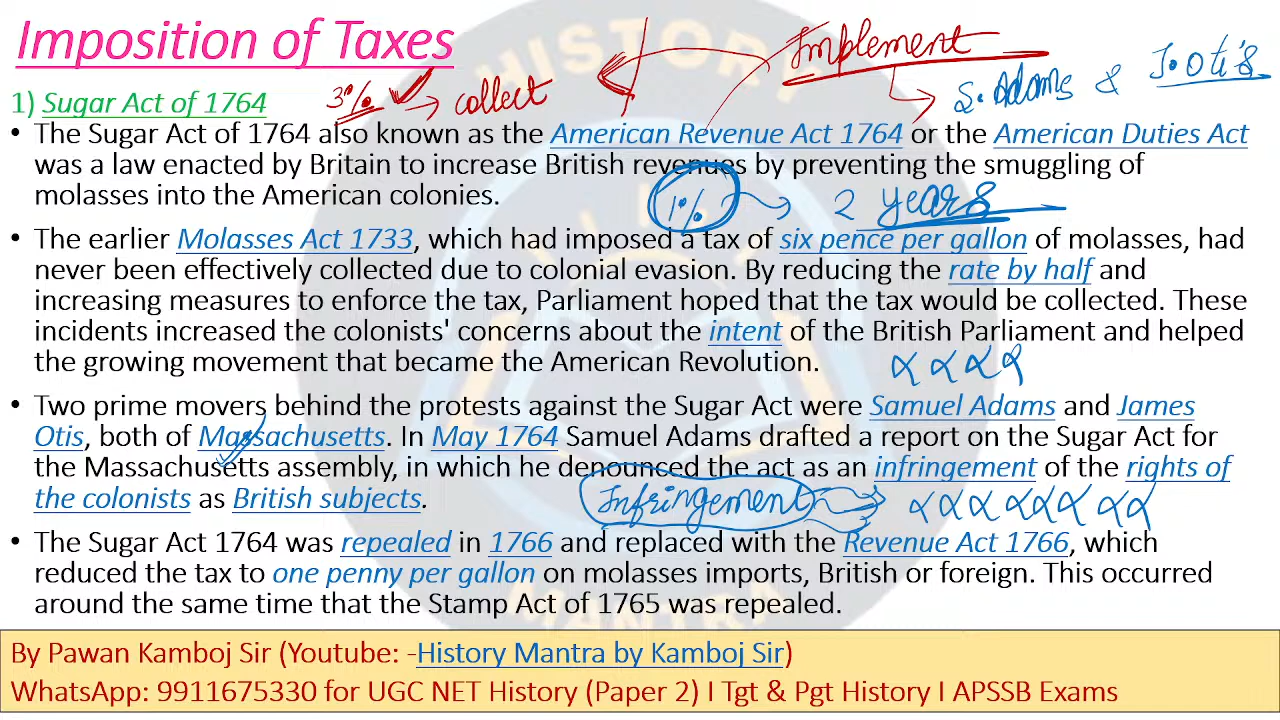 Imposition of Taxes
Implement
3% → collect
S. Adams & J. Otis
1) Sugar Act of 1764
• The Sugar Act of 1764 also known as the American Revenue Act 1764 or the American Duties Act
was a law enacted by Britain to increase British revenues by preventing the smuggling of
molasses into the American colonies.
1% → 2 years
• The earlier Molasses Act 1733, which had imposed a tax of six pence per gallon of molasses, had
never been effectively collected due to colonial evasion. By reducing the rate by half and
increasing measures to enforce the tax, Parliament hoped that the tax would be collected. These
incidents increased the colonists' concerns about the intent of the British Parliament and helped
the growing movement that became the American Revolution.
• Two prime movers behind the protests against the Sugar Act were Samuel Adams and James
Otis, both of Massachusetts. In May 1764 Samuel Adams drafted a report on the Sugar Act for
the Massachusetts assembly, in which he denounced the act as an infringement of the rights of
the colonists as British subjects.
Infringement
• The Sugar Act 1764 was repealed in 1766 and replaced with the Revenue Act 1766, which
reduced the tax to one penny per gallon on molasses imports, British or foreign. This occurred
around the same time that the Stamp Act of 1765 was repealed.
HISTORY
MANTRA
By Pawan Kamboj Sir (Youtube: -History Mantra by Kamboj Sir)
WhatsApp: 9911675330 for UGC NET History (Paper 2) I Tgt & Pgt History I APSSB Exams